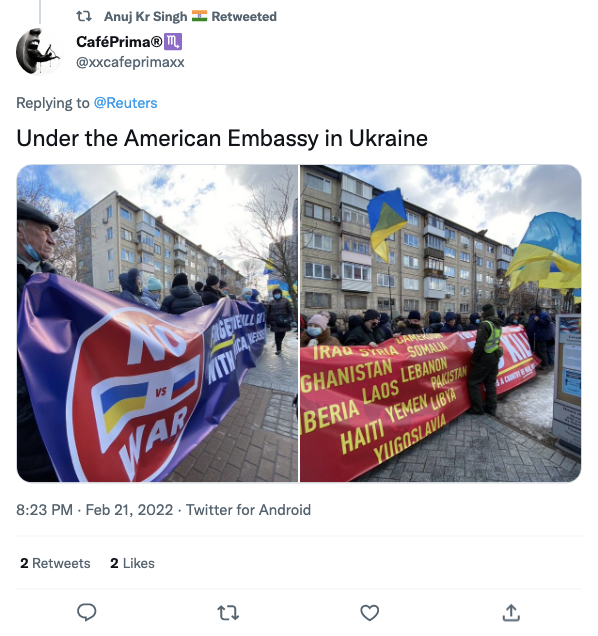 Anuj Kr Singh 🇮🇳 Retweeted
CaféPrima®♏
@xxcafeprimaxx
Replying to @Reuters
Under the American Embassy in Ukraine
NO
VS
WAR
WITH
IRAQ SYRIA SOMALIA
LAOS LEBANON
PAKISTAN
HAITI YEMEN LIBYA
YUGOSLAVIA
8:23 PM · Feb 21, 2022 · Twitter for Android
2 Retweets 2 Likes